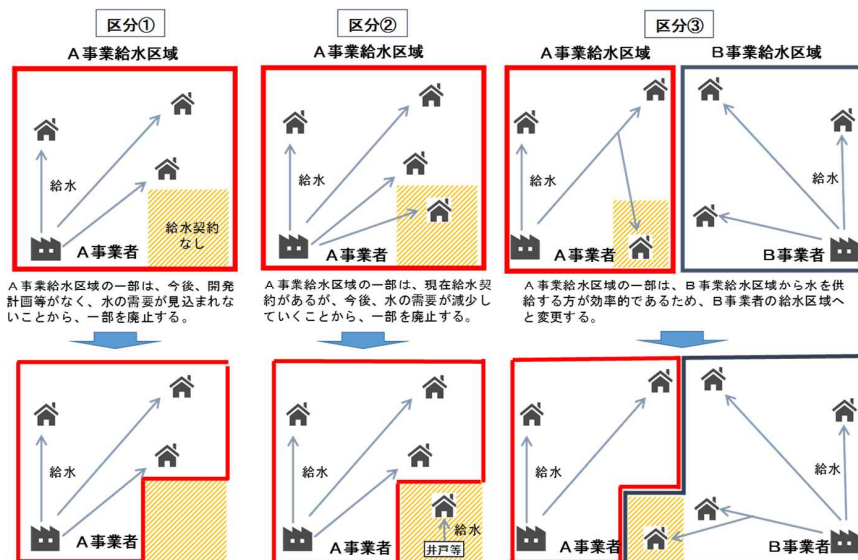 区分①
A事業給水区域
給水
給水契約
なし
A事業者
A事業給水区域の一部は、今後、開発
計画等がなく、水の需要が見込まれな
いことから、一部を廃止する。
給水
A事業者
区分②
A事業給水区域
給水
A事業者
A事業給水区域の一部は、現在給水契
約があるが、今後、水の需要が減少し
ていくことから、一部を廃止する。
給水
A事業者
給水
井戸等
区分③
A事業給水区域
B事業給水区域
給水
A事業者
給水
B事業者
A事業給水区域の一部は、B事業給水区域から水を供
給する方が効率的であるため、B事業者の給水区域へ
と変更する。
給水
A事業者
給水
B事業者